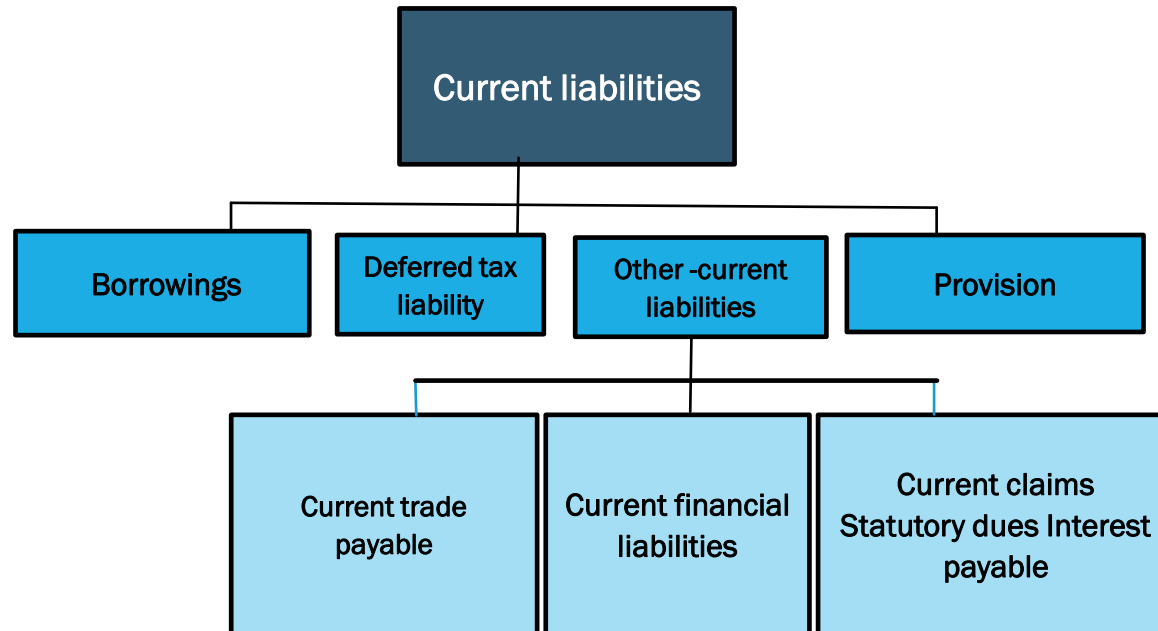 Current liabilities
Borrowings
Deferred tax
liability
Other -current
liabilities
Provision
Current trade
payable
Current financial
liabilities
Current claims
Statutory dues Interest
payable